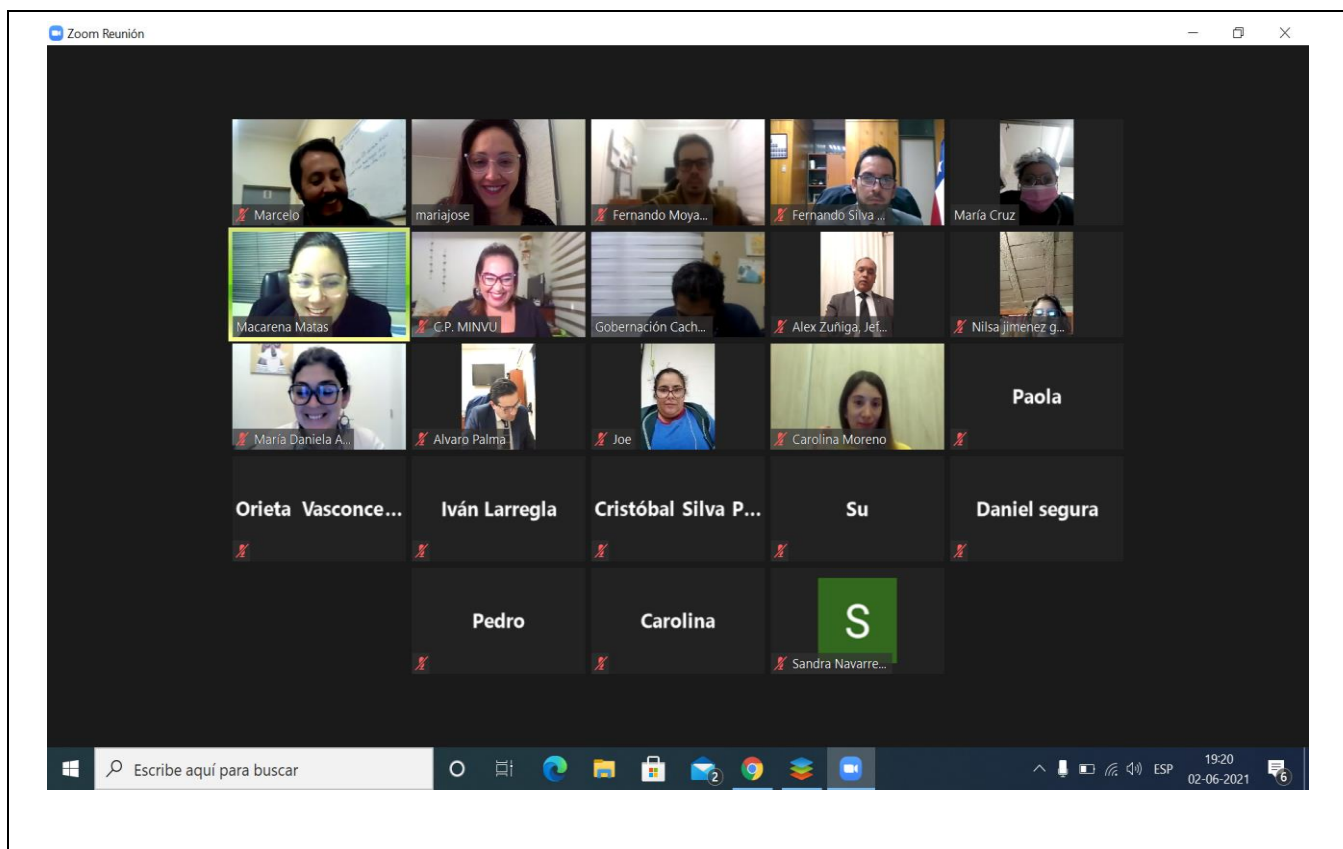 Zoom Reunión
Marcelo
mariajose
Fernando Moya...
Fernando Silva ...
María Cruz
Macarena Matas
C.P. MINVU
Gobernación Cach...
Alex Zuñiga, Jef...
Nilsa jimenez g...
María Daniela A...
Alvaro Palma
Joe
Carolina Moreno
Paola
Orieta Vasconce...
Iván Larregla
Cristóbal Silva P...
Su
Daniel segura
Pedro
Carolina
S
Sandra Navarre...
Escribe aquí para buscar
2
ESP
19:20
02-06-2021
6